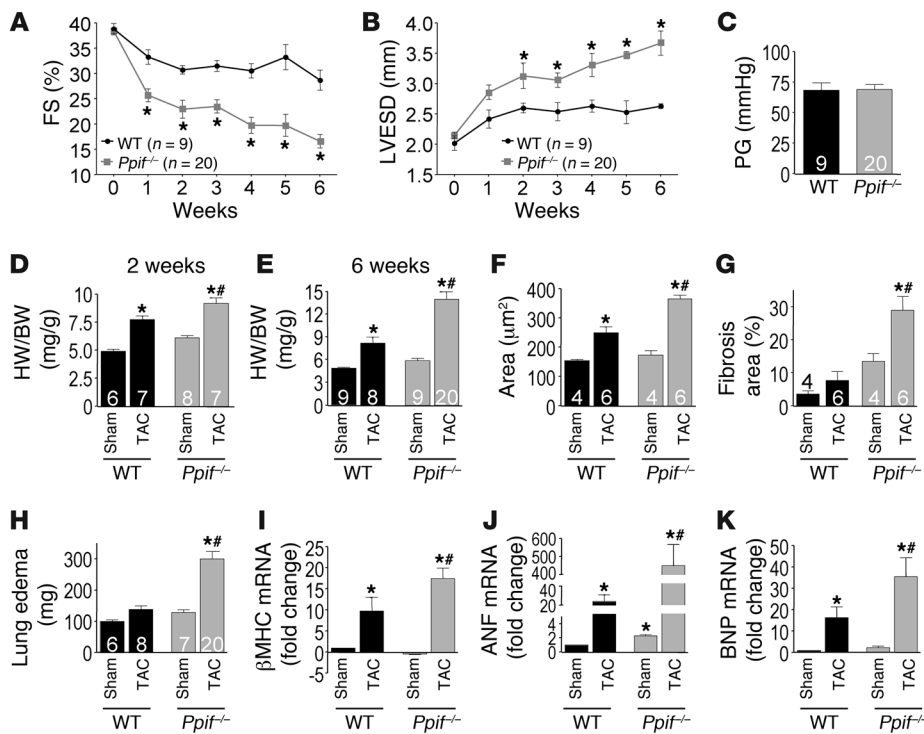 A
FS (%)
40
35
30
25
20
15
10
* * * * * *
WT (n = 9)
Ppif–/– (n = 20)
0 1 2 3 4 5 6
Weeks
B
LVESD (mm)
4.0
3.5
3.0
2.5
2.0
1.5
* * * * *
WT (n = 9)
Ppif–/– (n = 20)
0 1 2 3 4 5 6
Weeks
C
PG (mmHg)
100
75
50
25
0
9 20
WT Ppif–/–
D
2 weeks
HW/BW
(mg/g)
10
7.5
5.0
2.5
0
* *#
6 7 8 7
Sham TAC Sham TAC
WT Ppif–/–
E
6 weeks
HW/BW
(mg/g)
15
12
9
6
3
0
* *#
9 8 9 20
Sham TAC Sham TAC
WT Ppif–/–
F
Area (μm2)
400
300
200
100
0
* *#
4 6 4 6
Sham TAC Sham TAC
WT Ppif–/–
G
Fibrosis
area (%)
30
20
10
0
*#
4 6 4 6
Sham TAC Sham TAC
WT Ppif–/–
H
Lung edema
(mg)
300
200
100
0
*#
6 8 7 20
Sham TAC Sham TAC
WT Ppif–/–
I
βMHC mRNA
(fold change)
25
20
15
10
5
0
-5
* *#
Sham TAC Sham TAC
WT Ppif–/–
J
ANF mRNA
(fold change)
600
500
400
40
20
4
2
0
* * *#
Sham TAC Sham TAC
WT Ppif–/–
K
BNP mRNA
(fold change)
50
40
30
20
10
0
* *#
Sham TAC Sham TAC
WT Ppif–/–